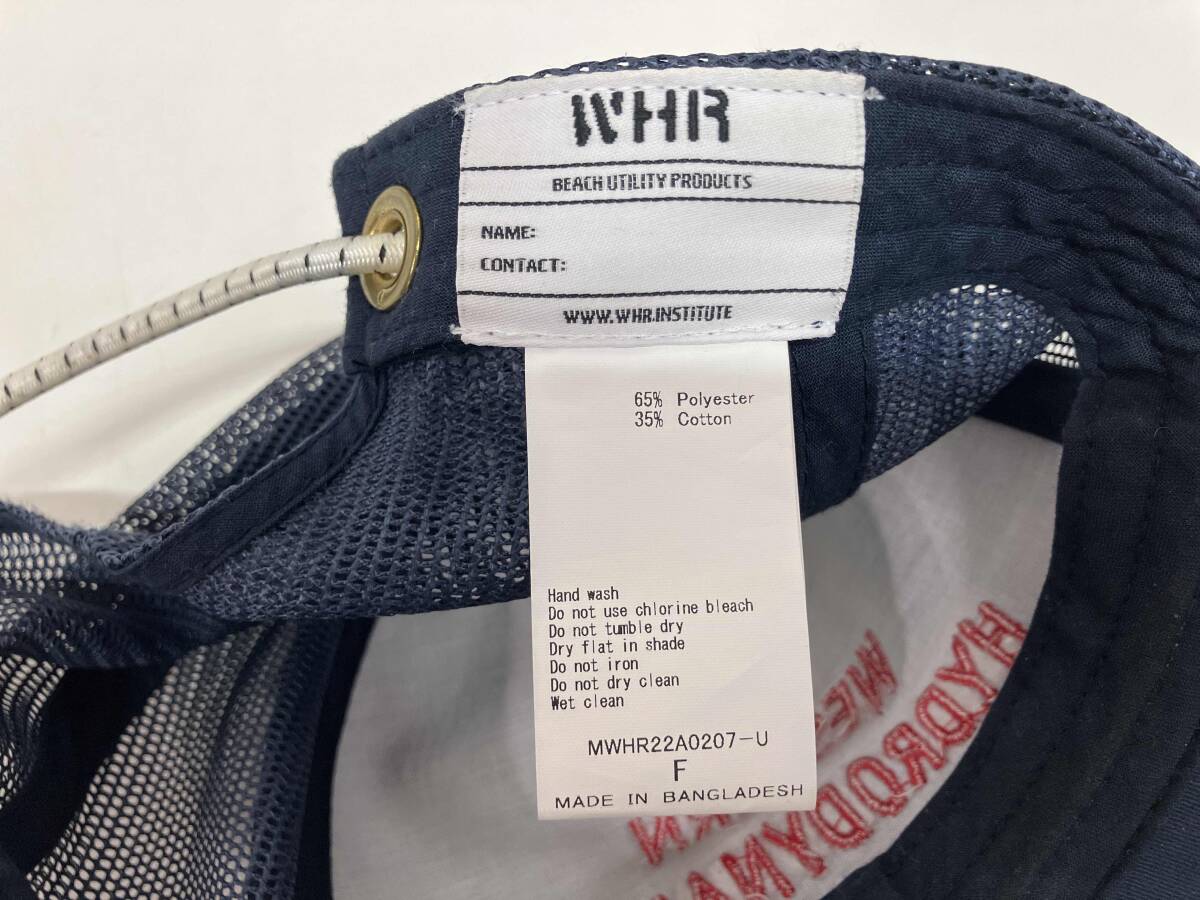 WHR
BEACH UTILITY PRODUCTS
NAME:
CONTACT:
WWW.WHR.INSTITUTE
65% Polyester
35% Cotton
Hand wash
Do not use chlorine bleach
Do not tumble dry
Dry flat in shade
Do not iron
Do not dry clean
Wet clean
MWHR22A0207-U
F
MADE IN BANGLADESH